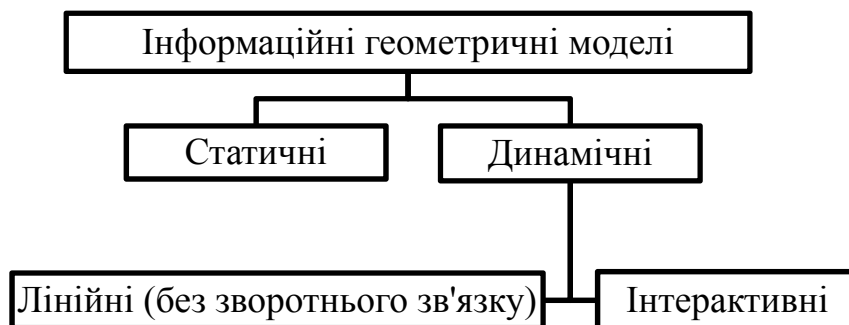 Інформаційні геометричні моделі
Статичні
Динамічні
Лінійні (без зворотнього зв'язку)
Інтерактивні